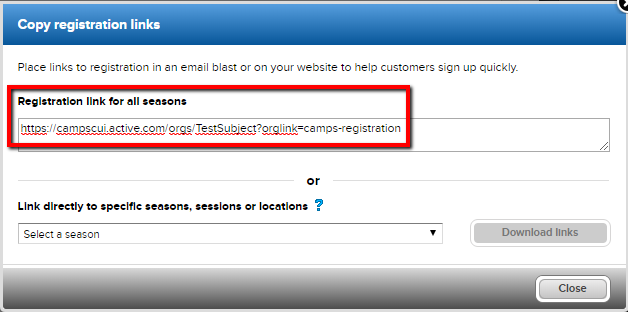 Copy registration links
Place links to registration in an email blast or on your website to help customers sign up quickly.
Registration link for all seasons
https://campscui.active.com/orgs/TestSubject?orglink=camps-registration
or
Link directly to specific seasons, sessions or locations ?
Select a season
Download links
Close